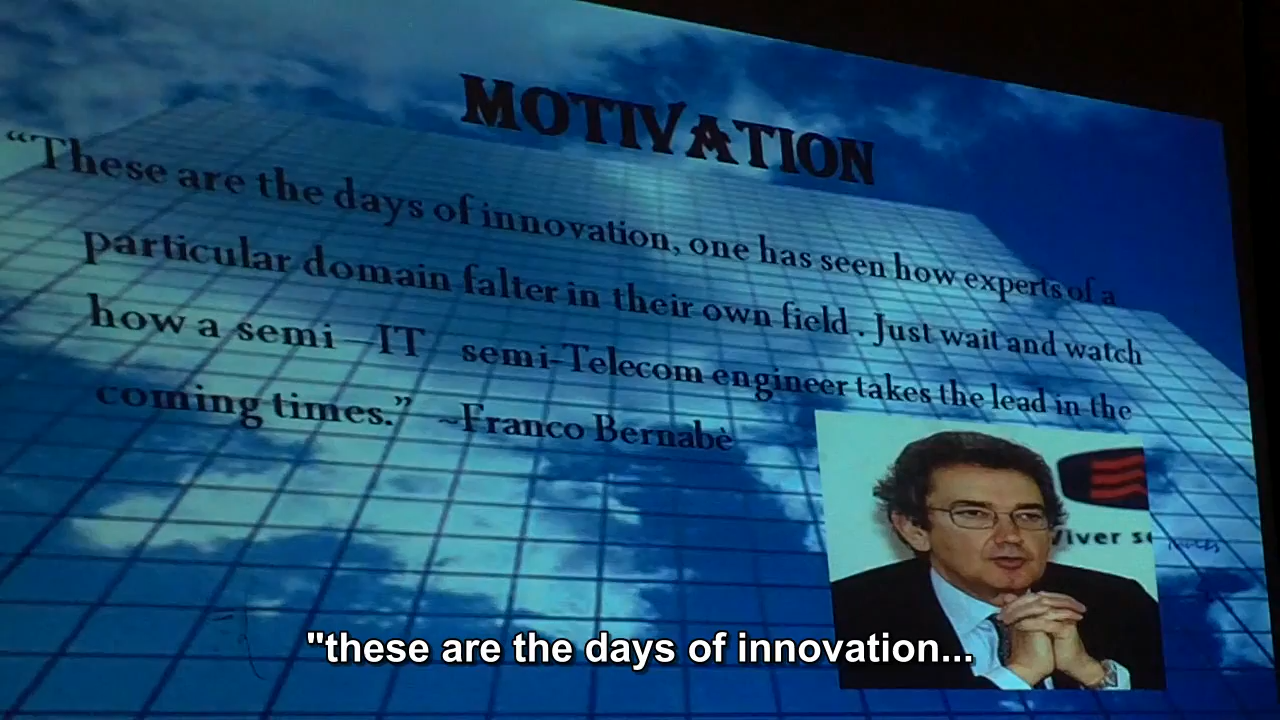 MOTIVATION
“These are the days of innovation, one has seen how experts of a
particular domain falter in their own field . Just wait and watch
how a semi –IT semi-Telecom engineer takes the lead in the
coming times.” ~Franco Bernabè
Viver s
"these are the days of innovation...